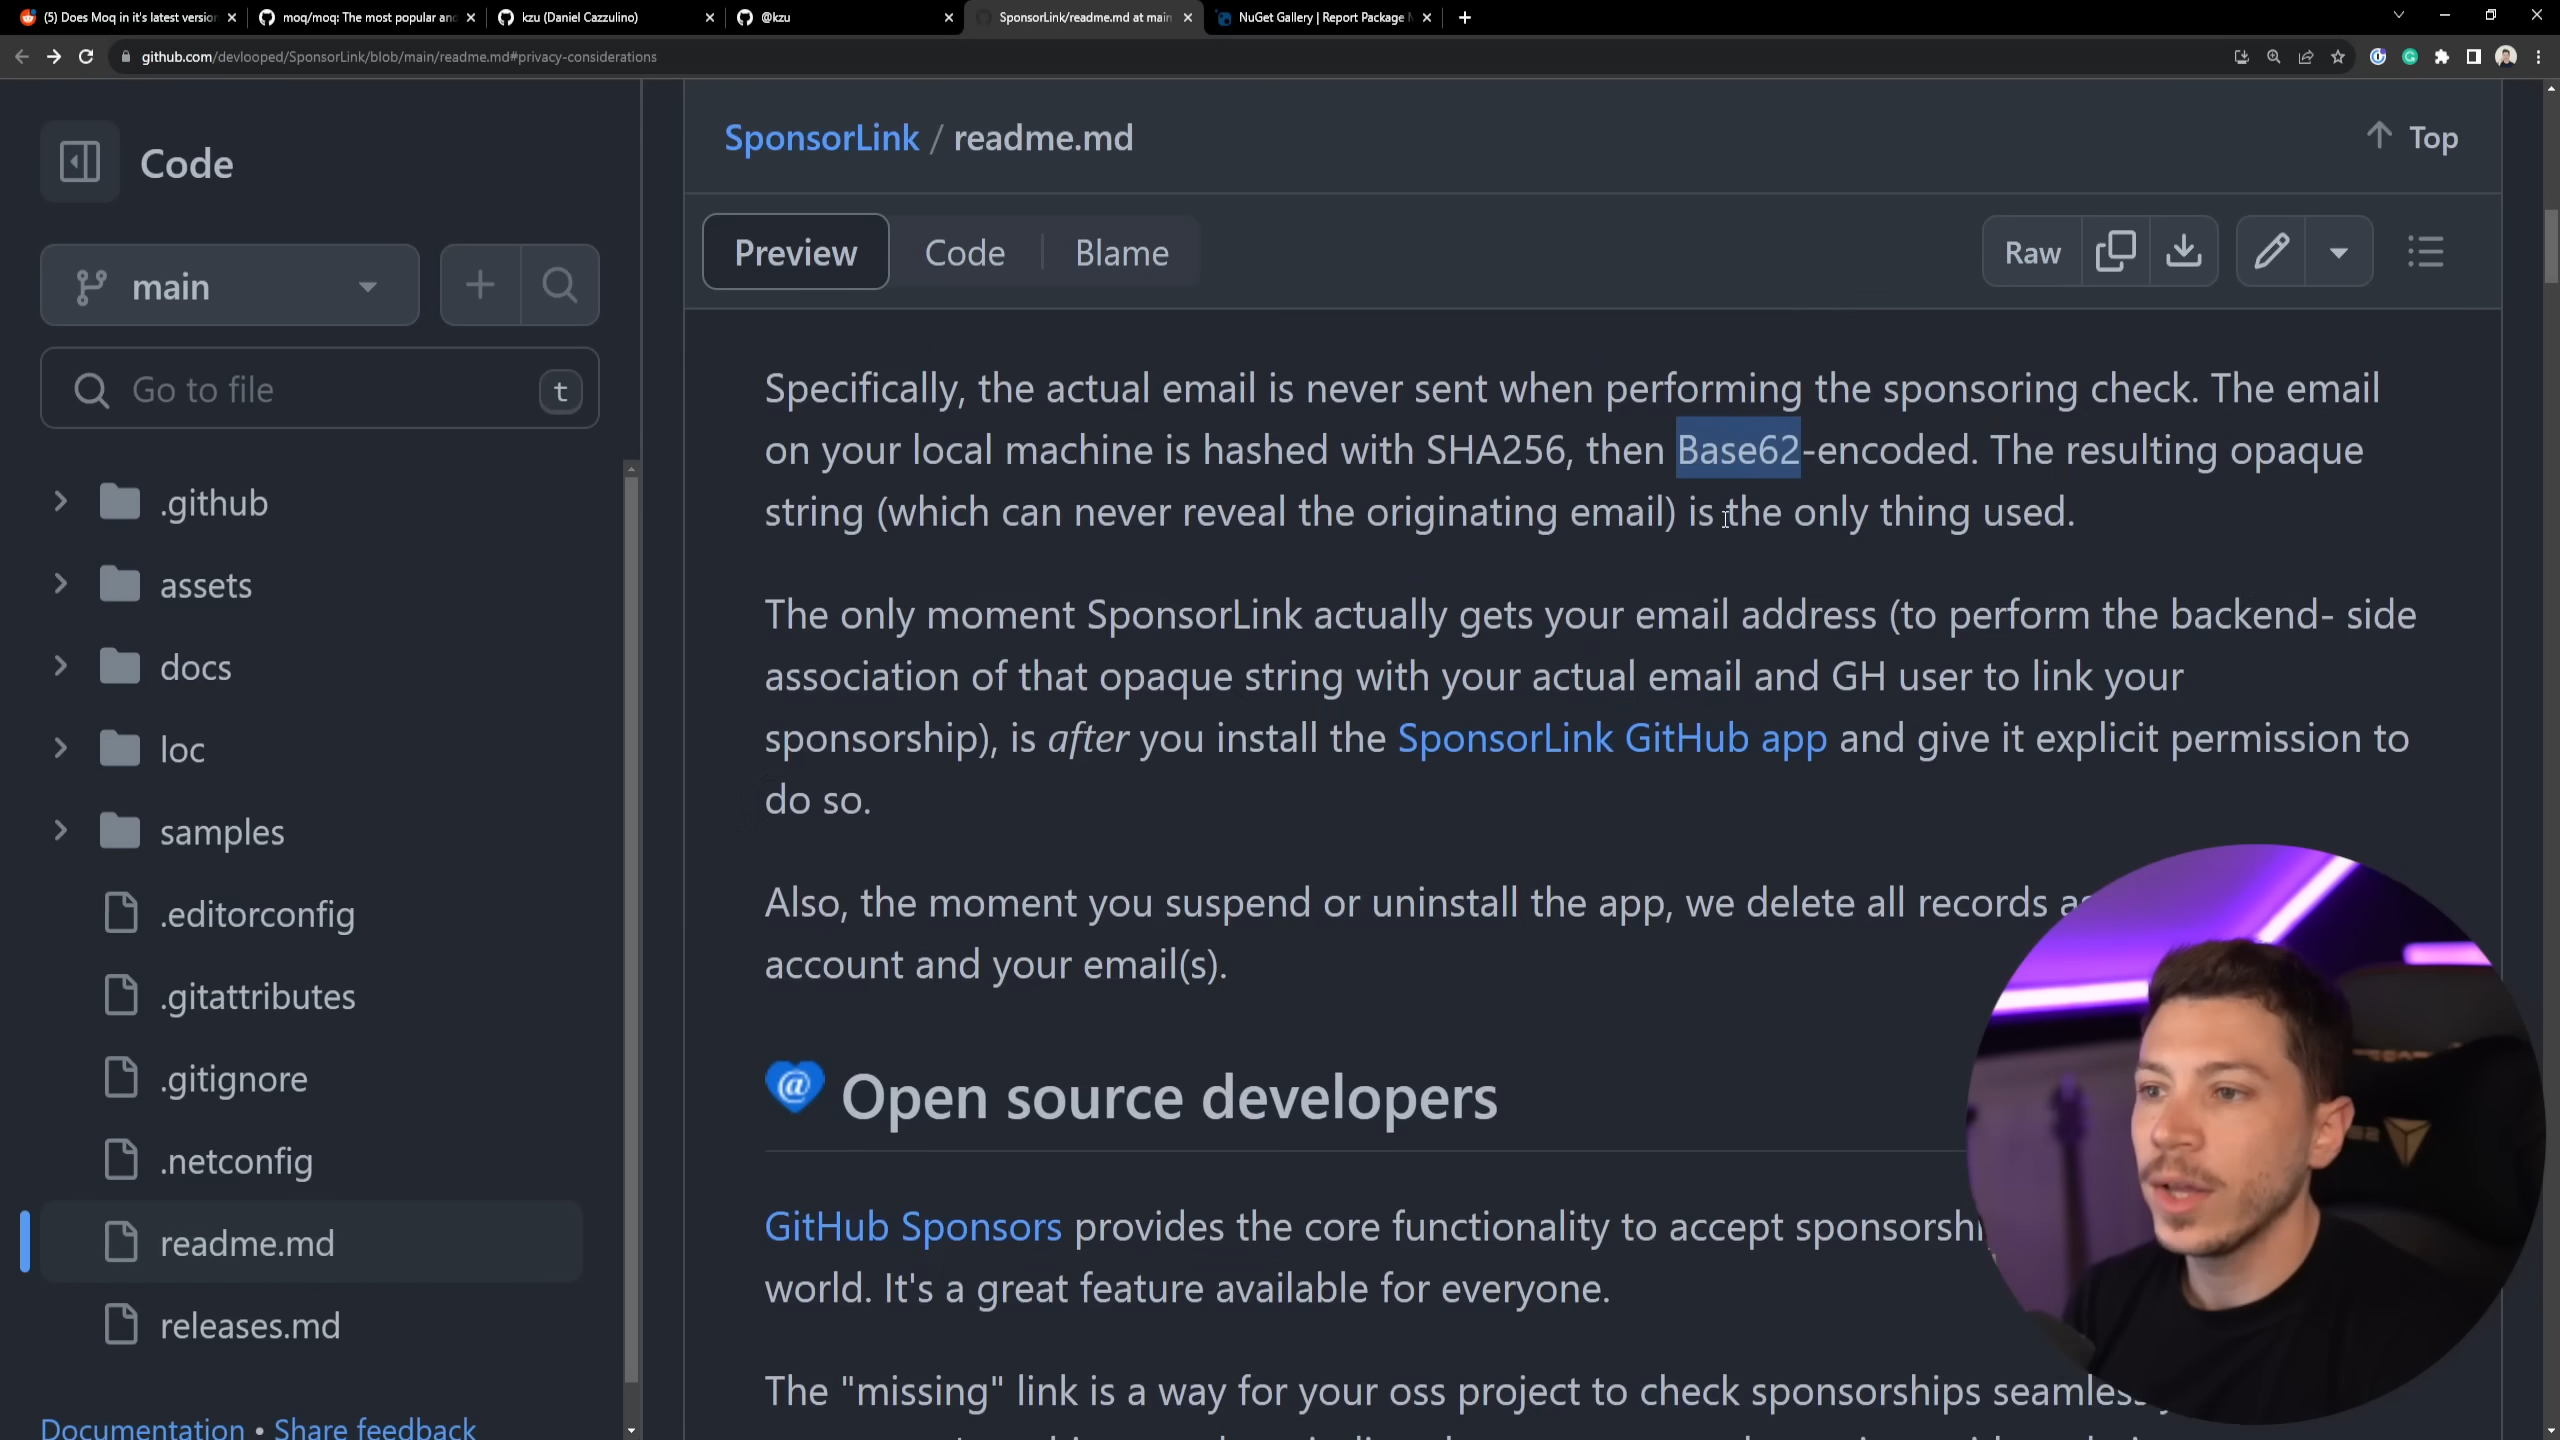 (5) Does Moq in it's latest version
moq/moq: The most popular and
kzu (Daniel Cazzulino)
@kzu
SponsorLink/readme.md at main
NuGet Gallery | Report Package
github.com/devlooped/SponsorLink/blob/main/readme.md#privacy-considerations
Code
main
Go to file
t
.github
assets
docs
loc
samples
.editorconfig
.gitattributes
.gitignore
.netconfig
readme.md
releases.md
Documentation • Share feedback
SponsorLink / readme.md
Top
Preview
Code
Blame
Raw
Specifically, the actual email is never sent when performing the sponsoring check. The email
on your local machine is hashed with SHA256, then Base62-encoded. The resulting opaque
string (which can never reveal the originating email) is the only thing used.
The only moment SponsorLink actually gets your email address (to perform the backend- side
association of that opaque string with your actual email and GH user to link your
sponsorship), is after you install the SponsorLink GitHub app and give it explicit permission to
do so.
Also, the moment you suspend or uninstall the app, we delete all records
account and your email(s).
@
Open source developers
GitHub Sponsors provides the core functionality to accept
world. It's a great feature available for everyone.
The "missing" link is a way for your oss project to check sponsorships